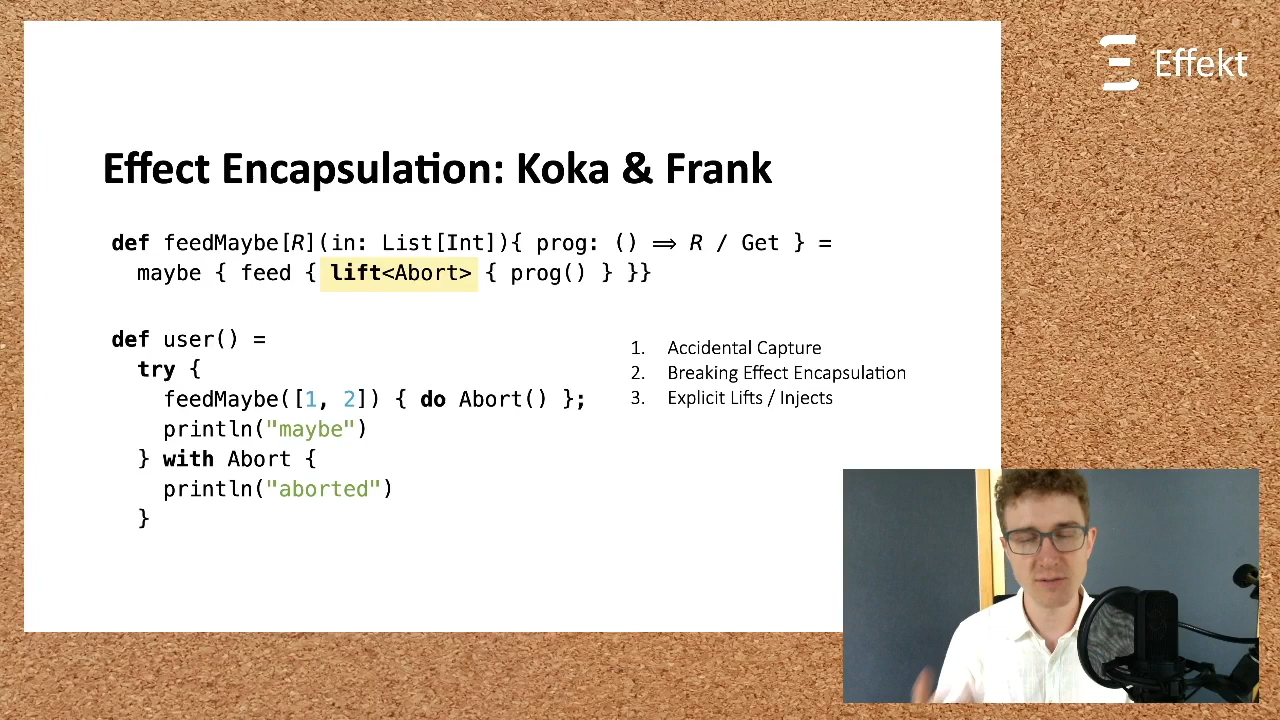 Effekt
Effect Encapsulation: Koka & Frank
def feedMaybe[R](in: List[Int]){ prog: () ⟹ R / Get } =
maybe { feed { lift<Abort> { prog() } }}
def user() =
try {
feedMaybe([1, 2]) { do Abort() };
println("maybe")
} with Abort {
println("aborted")
}
1. Accidental Capture
2. Breaking Effect Encapsulation
3. Explicit Lifts / Injects